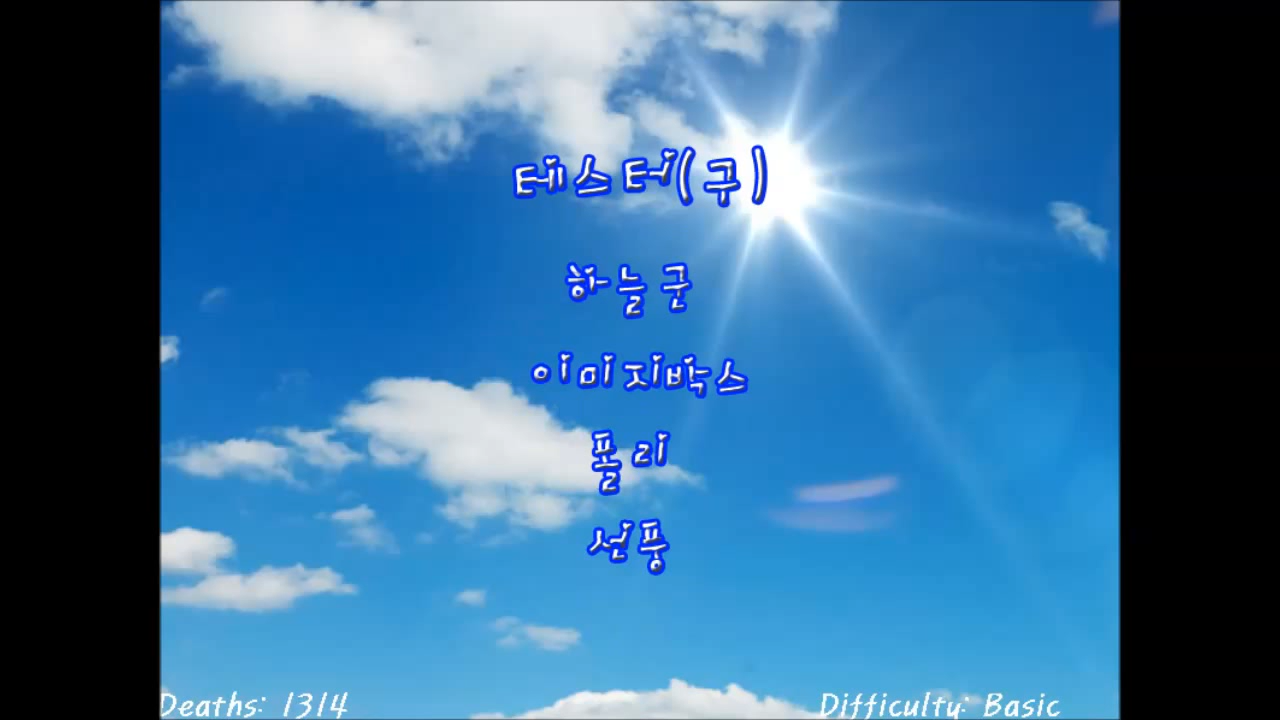 테스터(구)
하늘군
이미지박스
폴리
선풍
Deaths: 1314
Difficulty: Basic